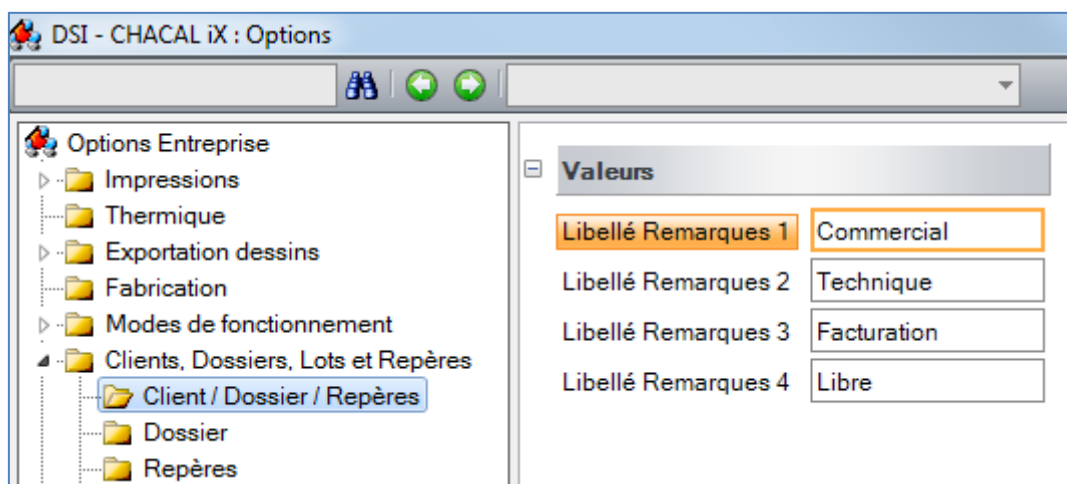 DSI - CHACAL iX : Options
Options Entreprise
Impressions
Thermique
Exportation dessins
Fabrication
Modes de fonctionnement
Clients, Dossiers, Lots et Repères
Client / Dossier / Repères
Dossier
Repères
Valeurs
Libellé Remarques 1 Commercial
Libellé Remarques 2 Technique
Libellé Remarques 3 Facturation
Libellé Remarques 4 Libre